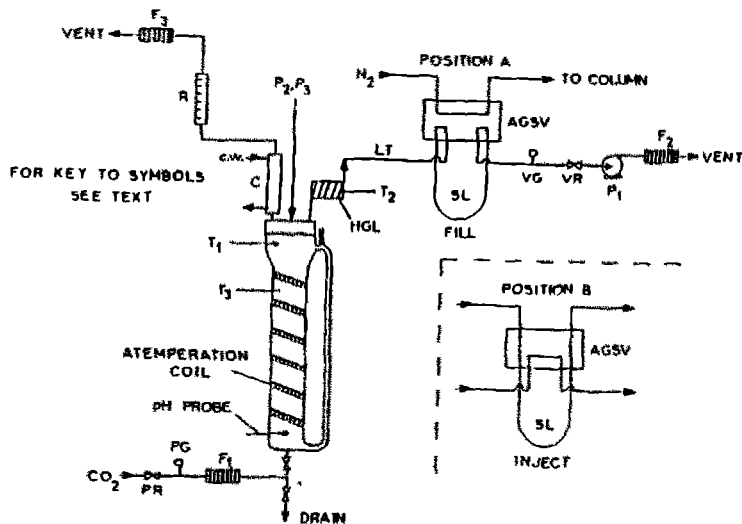 F3
VENT
POSITION A
N2
TO COLUMN
P2,P3
R
AGSV
C.W.
LT
F2
VENT
FOR KEY TO SYMBOLS
SEE TEXT
C
T2
VG
VR
P1
SL
FILL
HGL
T1
T3
POSITION B
AGSV
ATEMPERATION
COIL
pH PROBE
SL
INJECT
PG
F1
CO2
PR
DRAIN